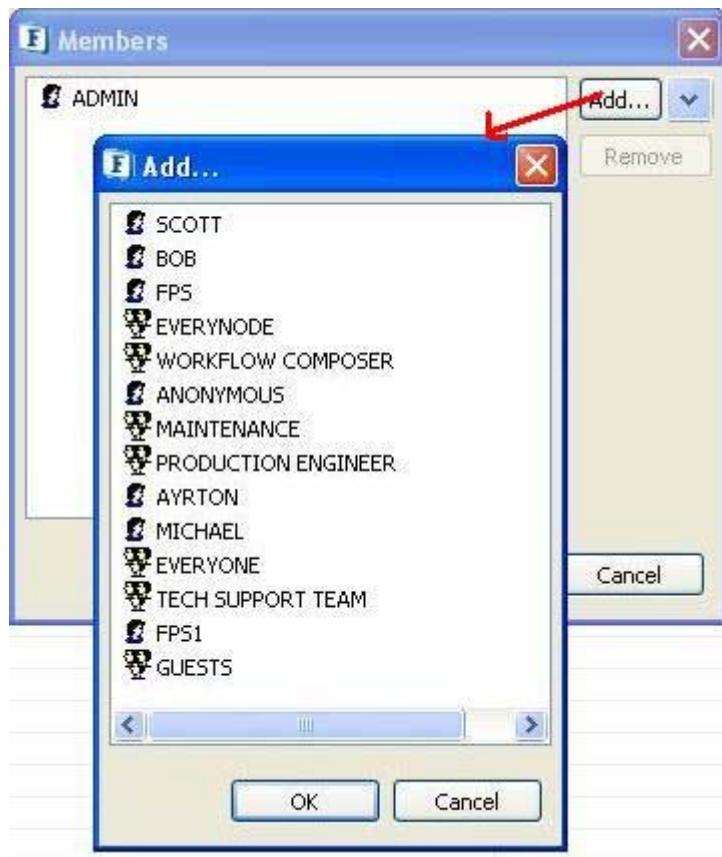 Members
ADMIN
Add...
Remove
Add...
SCOTT
BOB
FPS
EVERYNODE
WORKFLOW COMPOSER
ANONYMOUS
MAINTENANCE
PRODUCTION ENGINEER
AYRTON
MICHAEL
EVERYONE
TECH SUPPORT TEAM
FPS1
GUESTS
OK
Cancel
Cancel